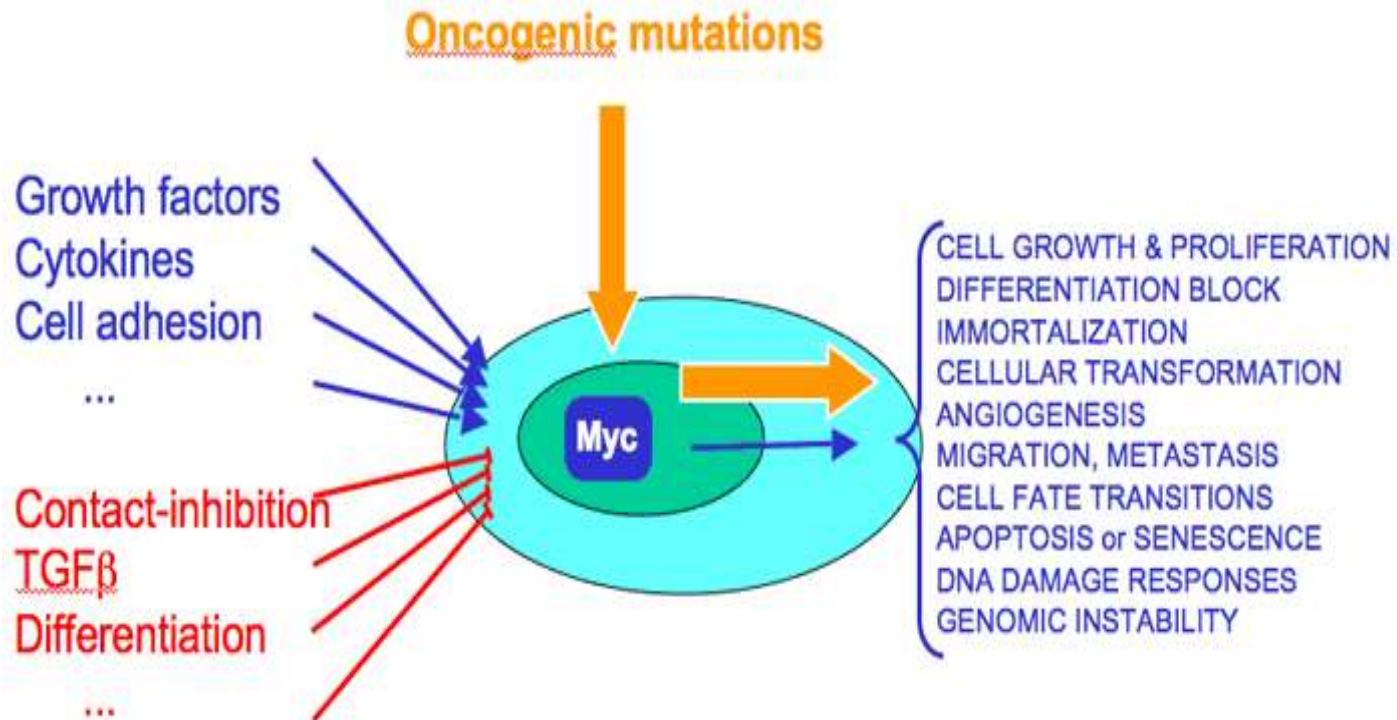 Oncogenic mutations
Growth factors
Cytokines
Cell adhesion
...
Contact-inhibition
TGFβ
Differentiation
...
Myc
CELL GROWTH & PROLIFERATION
DIFFERENTIATION BLOCK
IMMORTALIZATION
CELLULAR TRANSFORMATION
ANGIOGENESIS
MIGRATION, METASTASIS
CELL FATE TRANSITIONS
APOPTOSIS or SENESCENCE
DNA DAMAGE RESPONSES
GENOMIC INSTABILITY